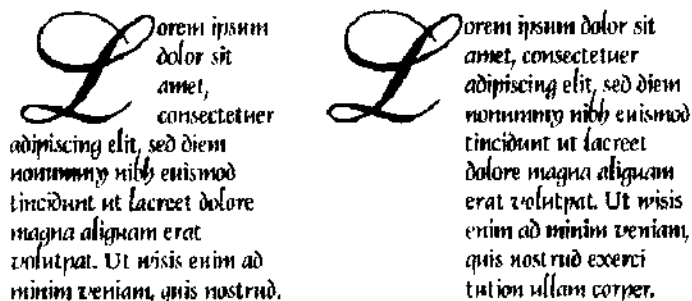 Lorem ipsum
dolor sit
amet,
consectetuer
adipiscing elit, sed diem
nonummy nibh euismod
tincidunt ut lacreet dolore
magna aliguam erat
volutpat. Ut wisis enim ad
minim veniam, quis nostrud,
Lorem ipsum dolor sit
amet, consectetuer
adipiscing elit, sed diem
nonummy nibh euismod
tincidunt ut lacreet
dolore magna aliguam
erat volutpat. Ut wisis
enim ad minim veniam,
quis nostrud exerci
tution ullam corper.